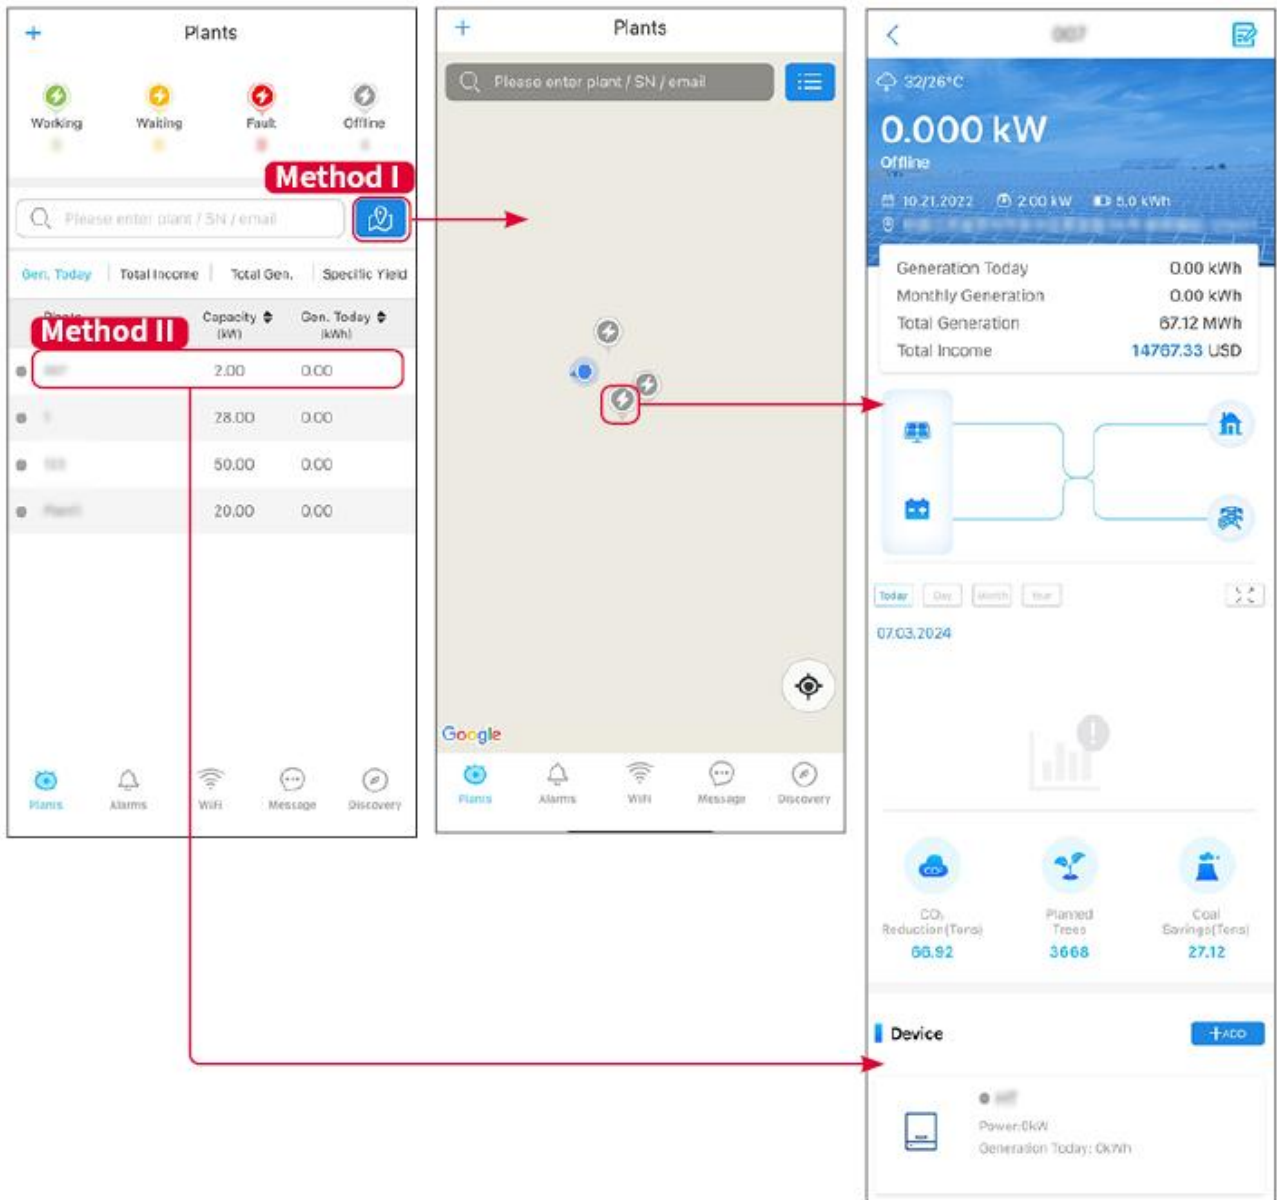 Plants
Working
Waiting
Fault
Offline
Method I
Please enter plant / SN / email
Gen. Today
Total Income
Total Gen.
Specific Yield
Method II
Capacity
(kW)
Gen. Today
(kWh)
2.00 0.00
28.00 0.00
50.00 0.00
20.00 0.00
Plants
Alarms
WiFi
Message
Discovery
Plants
Please enter plant / SN / email
Google
Plants
Alarms
WiFi
Message
Discovery
007
32/26°C
0.000 kW
Offline
10.21.2022 2.00 kW 5.0 kWh
Generation Today 0.00 kWh
Monthly Generation 0.00 kWh
Total Generation 67.12 MWh
Total Income 14767.33 USD
Today
Day
Month
Year
07.03.2024
CO₂
Reduction(Tons)
66.92
Planted
Trees
3668
Coal
Savings(Tons)
27.12
Device
+ADD
Power:0kW
Generation Today: 0kWh